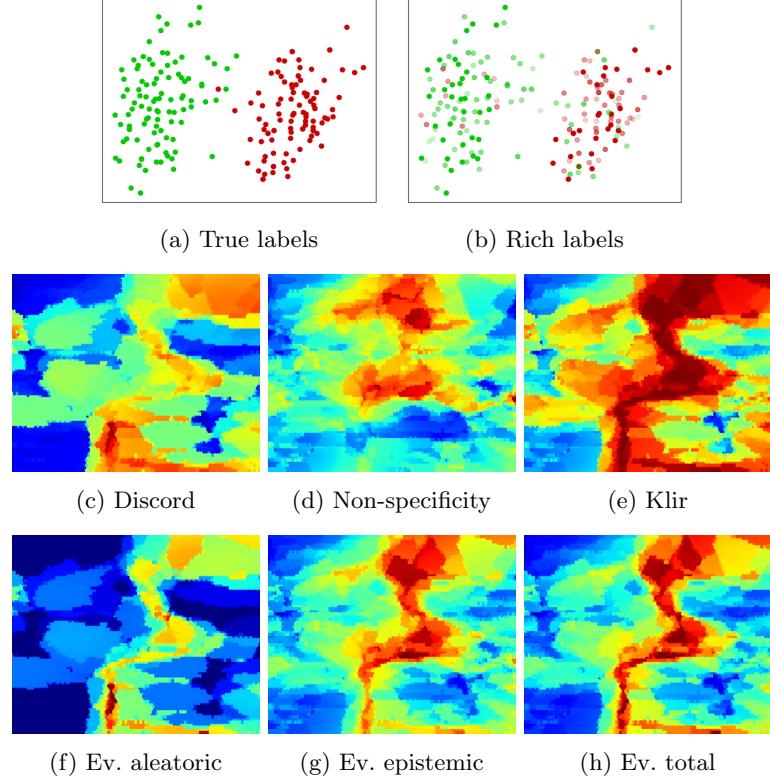 (a) True labels
(b) Rich labels
(c) Discord
(d) Non-specificity
(e) Klir
(f) Ev. aleatoric
(g) Ev. epistemic
(h) Ev. total